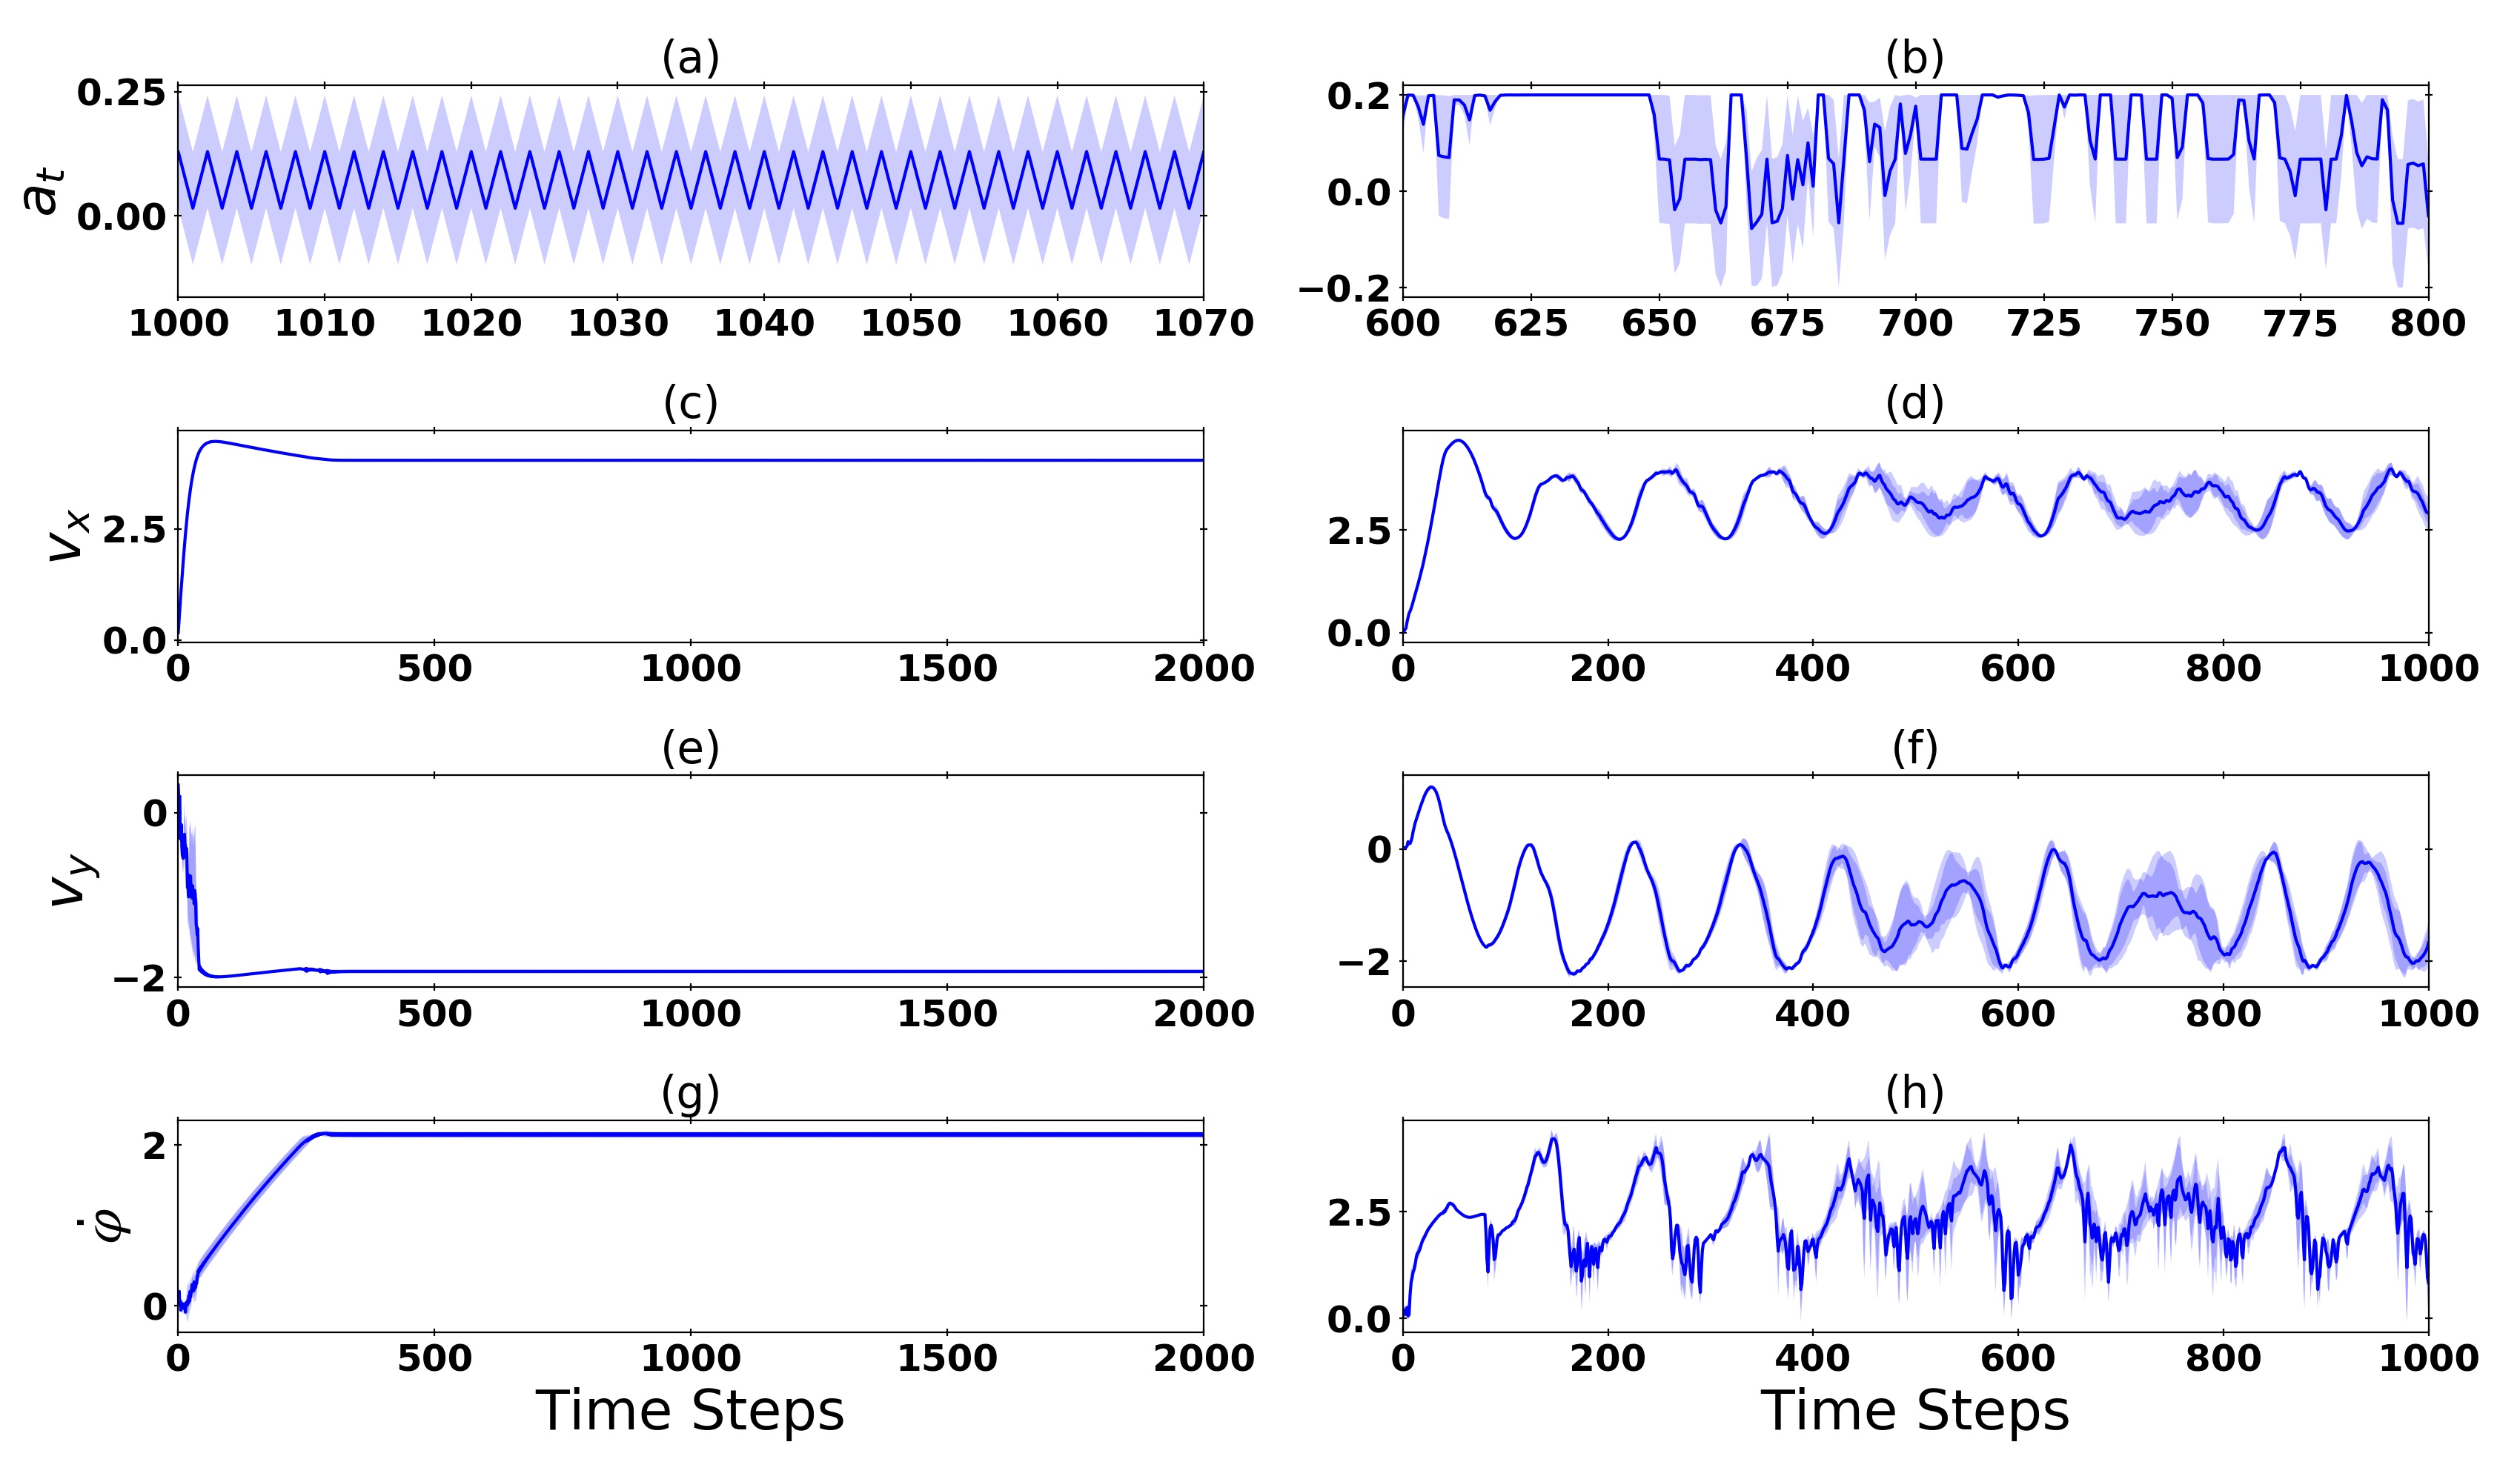 (a)
(b)
0.25
0.00
a_t
1000 1010 1020 1030 1040 1050 1060 1070
0.2
0.0
−0.2
600 625 650 675 700 725 750 775 800
(c)
(d)
2.5
0.0
v_x
0 500 1000 1500 2000
2.5
0.0
0 200 400 600 800 1000
(e)
(f)
0
−2
v_y
0 500 1000 1500 2000
0
−2
0 200 400 600 800 1000
(g)
(h)
2
0
φ̇
0 500 1000 1500 2000
2.5
0.0
0 200 400 600 800 1000
Time Steps
Time Steps